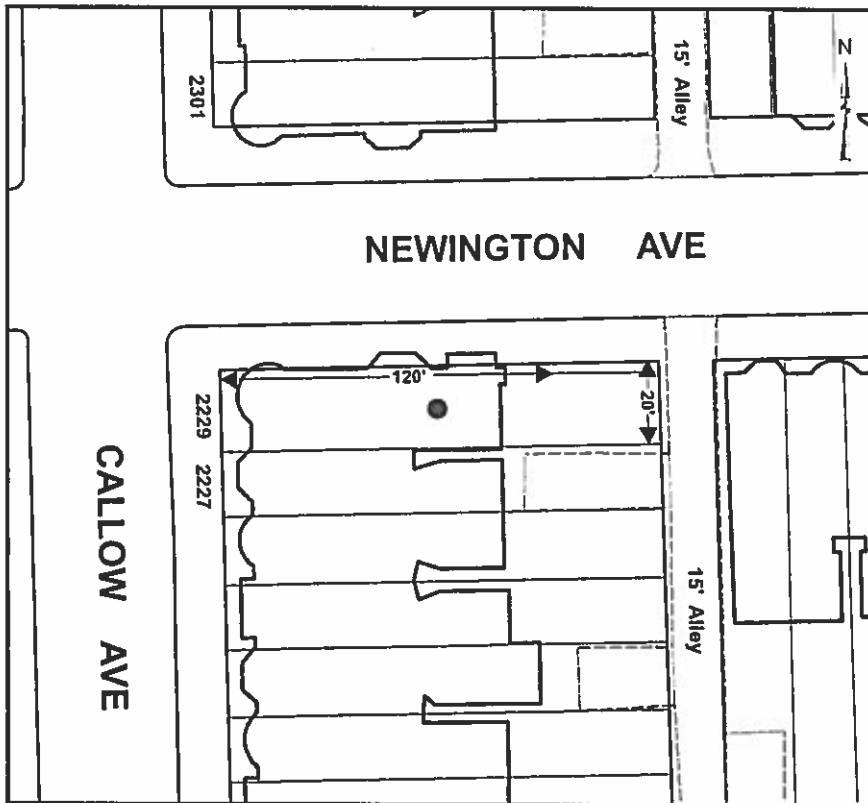 2301
15' Alley
N
NEWINGTON AVE
120'
20'
2229
2227
CALLOW AVE
15' Alley